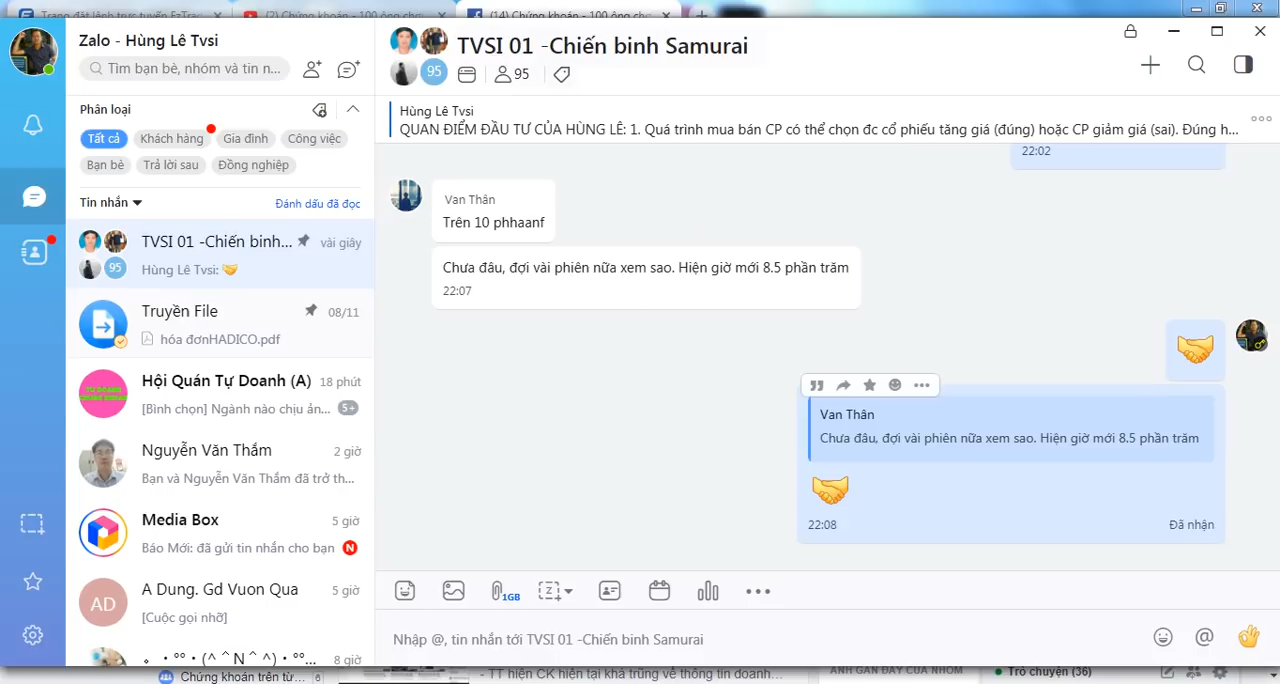 Trang đặt lệnh trực tuyến EzTrad
(2) Chứng khoán - 100 ông ch
(14) Chứng khoán - 100 ông ch
Zalo - Hùng Lê Tvsi
Tìm bạn bè, nhóm và tin n...
Phân loại
Tất cả Khách hàng Gia đình Công việc
Bạn bè Trả lời sau Đồng nghiệp
Tin nhắn Đánh dấu đã đọc
TVSI 01 -Chiến binh... vài giây
95 Hùng Lê Tvsi: 🤝
Truyền File 08/11
hóa đơnHADICO.pdf
Hội Quán Tự Doanh (A) 18 phút
[Bình chọn] Ngành nào chịu ản... 5+
Nguyễn Văn Thắm 2 giờ
Bạn và Nguyễn Văn Thắm đã trở th...
Media Box 5 giờ
Báo Mới: đã gửi tin nhắn cho bạn N
AD
A Dung. Gd Vuon Qua 5 giờ
[Cuộc gọi nhỡ]
。・°°・(^ ^N^ ^)・°°... 8 giờ
TVSI 01 -Chiến binh Samurai
95 95
Hùng Lê Tvsi
QUAN ĐIỂM ĐẦU TƯ CỦA HÙNG LÊ: 1. Quá trình mua bán CP có thể chọn đc cổ phiếu tăng giá (đúng) hoặc CP giảm giá (sai). Đúng h...
22:02
Van Thân
Trên 10 phhaanf
Chưa đâu, đợi vài phiên nữa xem sao. Hiện giờ mới 8.5 phần trăm
22:07
🤝
Van Thân
Chưa đâu, đợi vài phiên nữa xem sao. Hiện giờ mới 8.5 phần trăm
🤝
22:08 Đã nhận
1GB
Nhập @, tin nhắn tới TVSI 01 -Chiến binh Samurai
Chứng khoán trên từ... 6
- TT hiện CK hiện tại khá trũng về thông tin doanh...
ẢNH GẦN ĐÂY CỦA NHÓM
Trò chuyện (36)